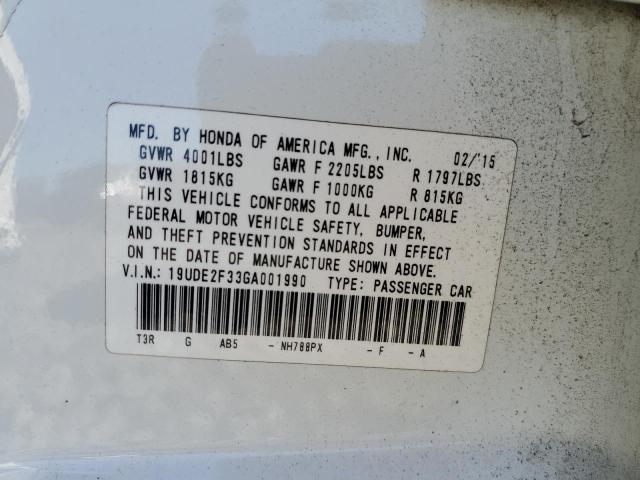 MFD. BY HONDA OF AMERICA MFG., INC. 02/'15
GVWR 4001LBS GAWR F 2205LBS R 1797LBS
GVWR 1815KG GAWR F 1000KG R 815KG
THIS VEHICLE CONFORMS TO ALL APPLICABLE
FEDERAL MOTOR VEHICLE SAFETY, BUMPER,
AND THEFT PREVENTION STANDARDS IN EFFECT
ON THE DATE OF MANUFACTURE SHOWN ABOVE.
V.I.N.: 19UDE2F33GA001990 TYPE: PASSENGER CAR
T3R G AB5 - NH788PX - F - A